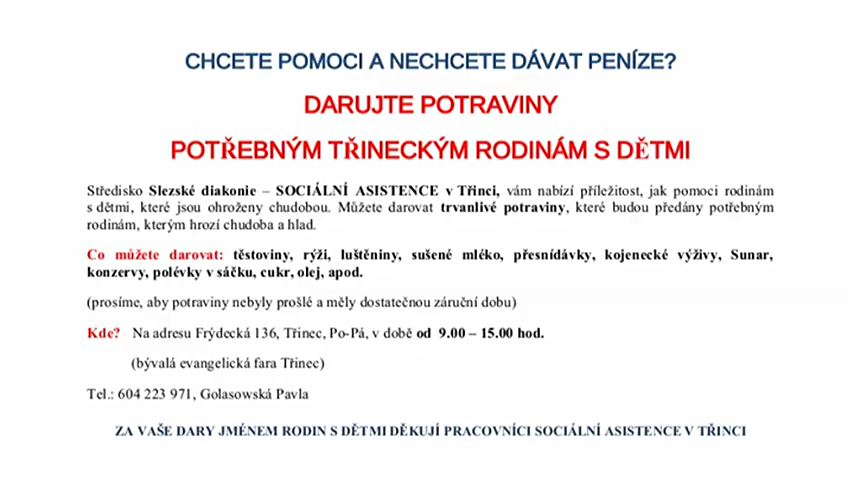 CHCETE POMOCI A NECHCETE DÁVAT PENÍZE?
DARUJTE POTRAVINY
POTŘEBNÝM TŘINECKÝM RODINÁM S DĚTMI
Středisko Slezské diakonie – SOCIÁLNÍ ASISTENCE v Třinci, vám nabízí příležitost, jak pomoci rodinám
s dětmi, které jsou ohroženy chudobou. Můžete darovat trvanlivé potraviny, které budou předány potřebným
rodinám, kterým hrozí chudoba a hlad.
Co můžete darovat: těstoviny, rýži, luštěniny, sušené mléko, přesnídávky, kojenecké výživy, Sunar,
konzervy, polévky v sáčku, cukr, olej, apod.
(prosíme, aby potraviny nebyly prošlé a měly dostatečnou záruční dobu)
Kde? Na adresu Frýdecká 136, Třinec, Po-Pá, v době od 9.00 – 15.00 hod.
(bývalá evangelická fara Třinec)
Tel.: 604 223 971, Golasowská Pavla
ZA VAŠE DARY JMÉNEM RODIN S DĚTMI DĚKUJÍ PRACOVNÍCI SOCIÁLNÍ ASISTENCE V TŘINCI